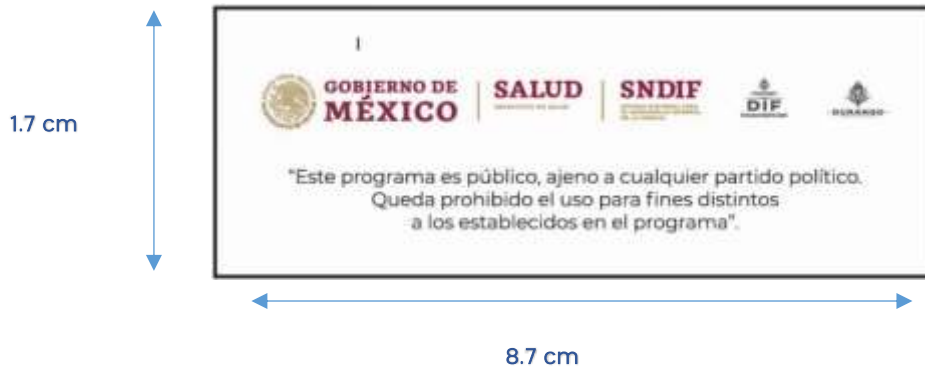 1.7 cm
GOBIERNO DE
MÉXICO
SALUD
SNDIF
DIF
DURANGO
"Este programa es público, ajeno a cualquier partido político.
Queda prohibido el uso para fines distintos
a los establecidos en el programa".
8.7 cm